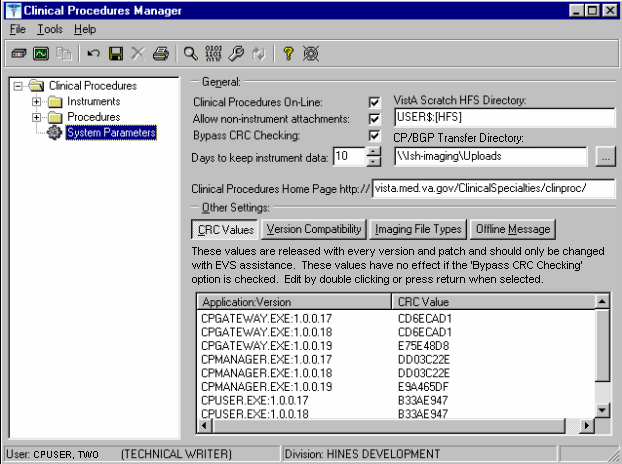 Clinical Procedures Manager
File Tools Help
Clinical Procedures
Instruments
Procedures
System Parameters
General:
Clinical Procedures On-Line:
Allow non-instrument attachments:
Bypass CRC Checking:
Days to keep instrument data: 10
VistA Scratch HFS Directory:
USER$:[HFS]
CP/BGP Transfer Directory:
\\Ish-imaging\Uploads
...
Clinical Procedures Home Page http:// vista.med.va.gov/ClinicalSpecialties/clinproc/
Other Settings:
CRC Values Version Compatibility Imaging File Types Offline Message
These values are released with every version and patch and should only be changed
with EVS assistance. These values have no effect if the 'Bypass CRC Checking'
option is checked. Edit by double clicking or press return when selected.
Application:Version CRC Value
CPGATEWAY.EXE:1.0.0.17 CD6ECAD1
CPGATEWAY.EXE:1.0.0.18 CD6ECAD1
CPGATEWAY.EXE:1.0.0.19 E75E48D8
CPMANAGER.EXE:1.0.0.17 DD03C22E
CPMANAGER.EXE:1.0.0.18 DD03C22E
CPMANAGER.EXE:1.0.0.19 E9A465DF
CPUSER.EXE:1.0.0.17 B33AE947
CPUSER.EXE:1.0.0.18 B33AE947
User: CPUSER, TWO (TECHNICAL WRITER) Division: HINES DEVELOPMENT